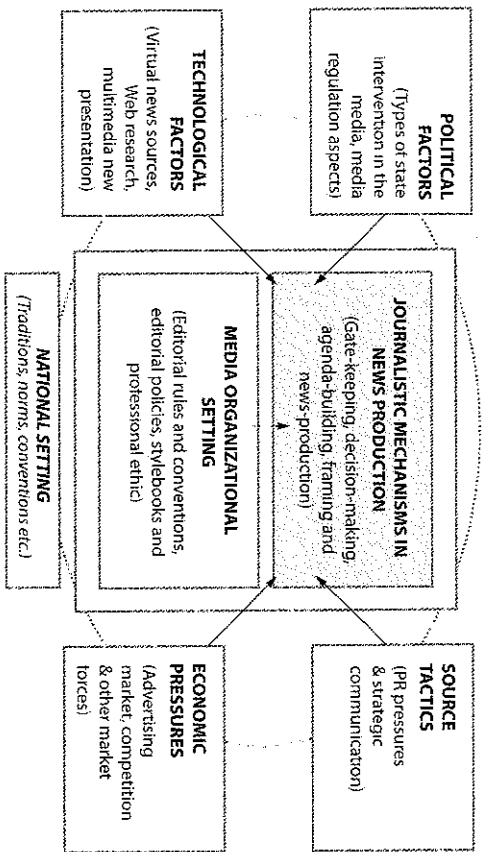 POLITICAL
FACTORS
(Types of state
intervention in the
media, media
regulation aspects)
JOURNALISTIC MECHANISMS IN
NEWS PRODUCTION
(Gate-keeping, decision-making,
agenda-building, framing and
news-production)
SOURCE
TACTICS
(PR pressures
& strategic
communication)
TECHNOLOGICAL
FACTORS
(Virtual news sources,
Web research,
multimedia new
presentation)
MEDIA ORGANIZATIONAL
SETTING
(Editorial rules and conventions,
editorial policies, stylebooks and
professional ethic)
ECONOMIC
PRESSURES
(Advertising
market, competition
& other market
forces)
NATIONAL SETTING
(Traditions, norms, conventions etc.)